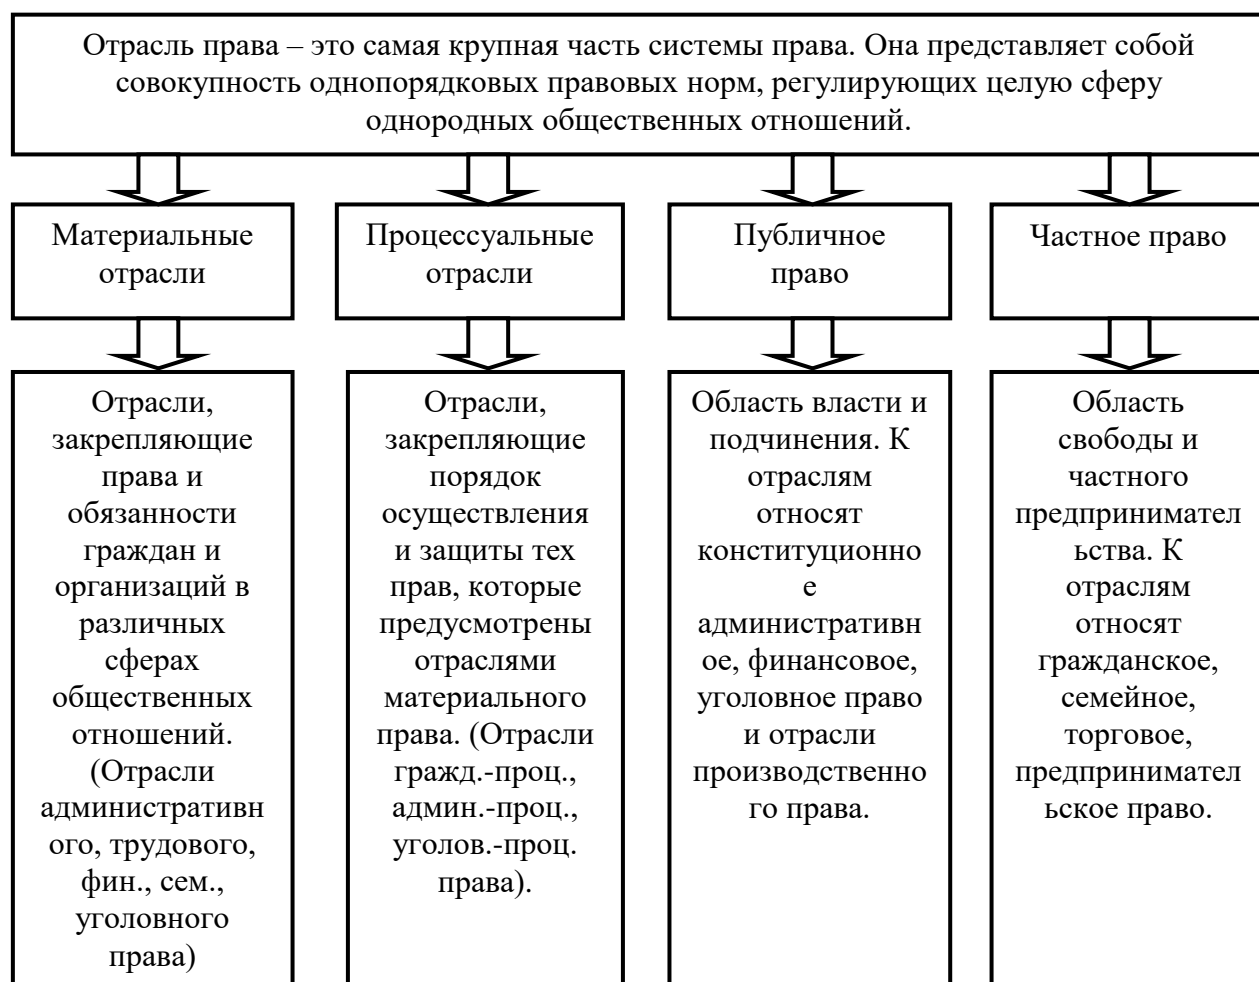 Отрасль права – это самая крупная часть системы права. Она представляет собой
совокупность однопорядковых правовых норм, регулирующих целую сферу
однородных общественных отношений.
Материальные
отрасли
Процессуальные
отрасли
Публичное
право
Частное право
Отрасли,
закрепляющие
права и
обязанности
граждан и
организаций в
различных
сферах
общественных
отношений.
(Отрасли
административн
ого, трудового,
фин., сем.,
уголовного
права)
Отрасли,
закрепляющие
порядок
осуществления
и защиты тех
прав, которые
предусмотрены
отраслями
материального
права. (Отрасли
гражд.-проц.,
админ.-проц.,
уголов.-проц.
права).
Область власти и
подчинения. К
отраслям
относят
конституционно
е
административн
ое, финансовое,
уголовное право
и отрасли
производственно
го права.
Область
свободы и
частного
предпринимател
ьства. К
отраслям
относят
гражданское,
семейное,
торговое,
предпринимател
ьское право.